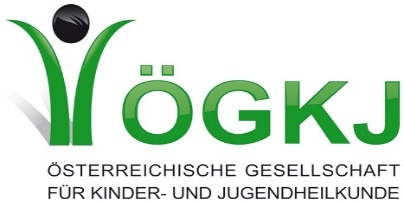 ÖGKJ
ÖSTERREICHISCHE GESELLSCHAFT
FÜR KINDER- UND JUGENDHEILKUNDE